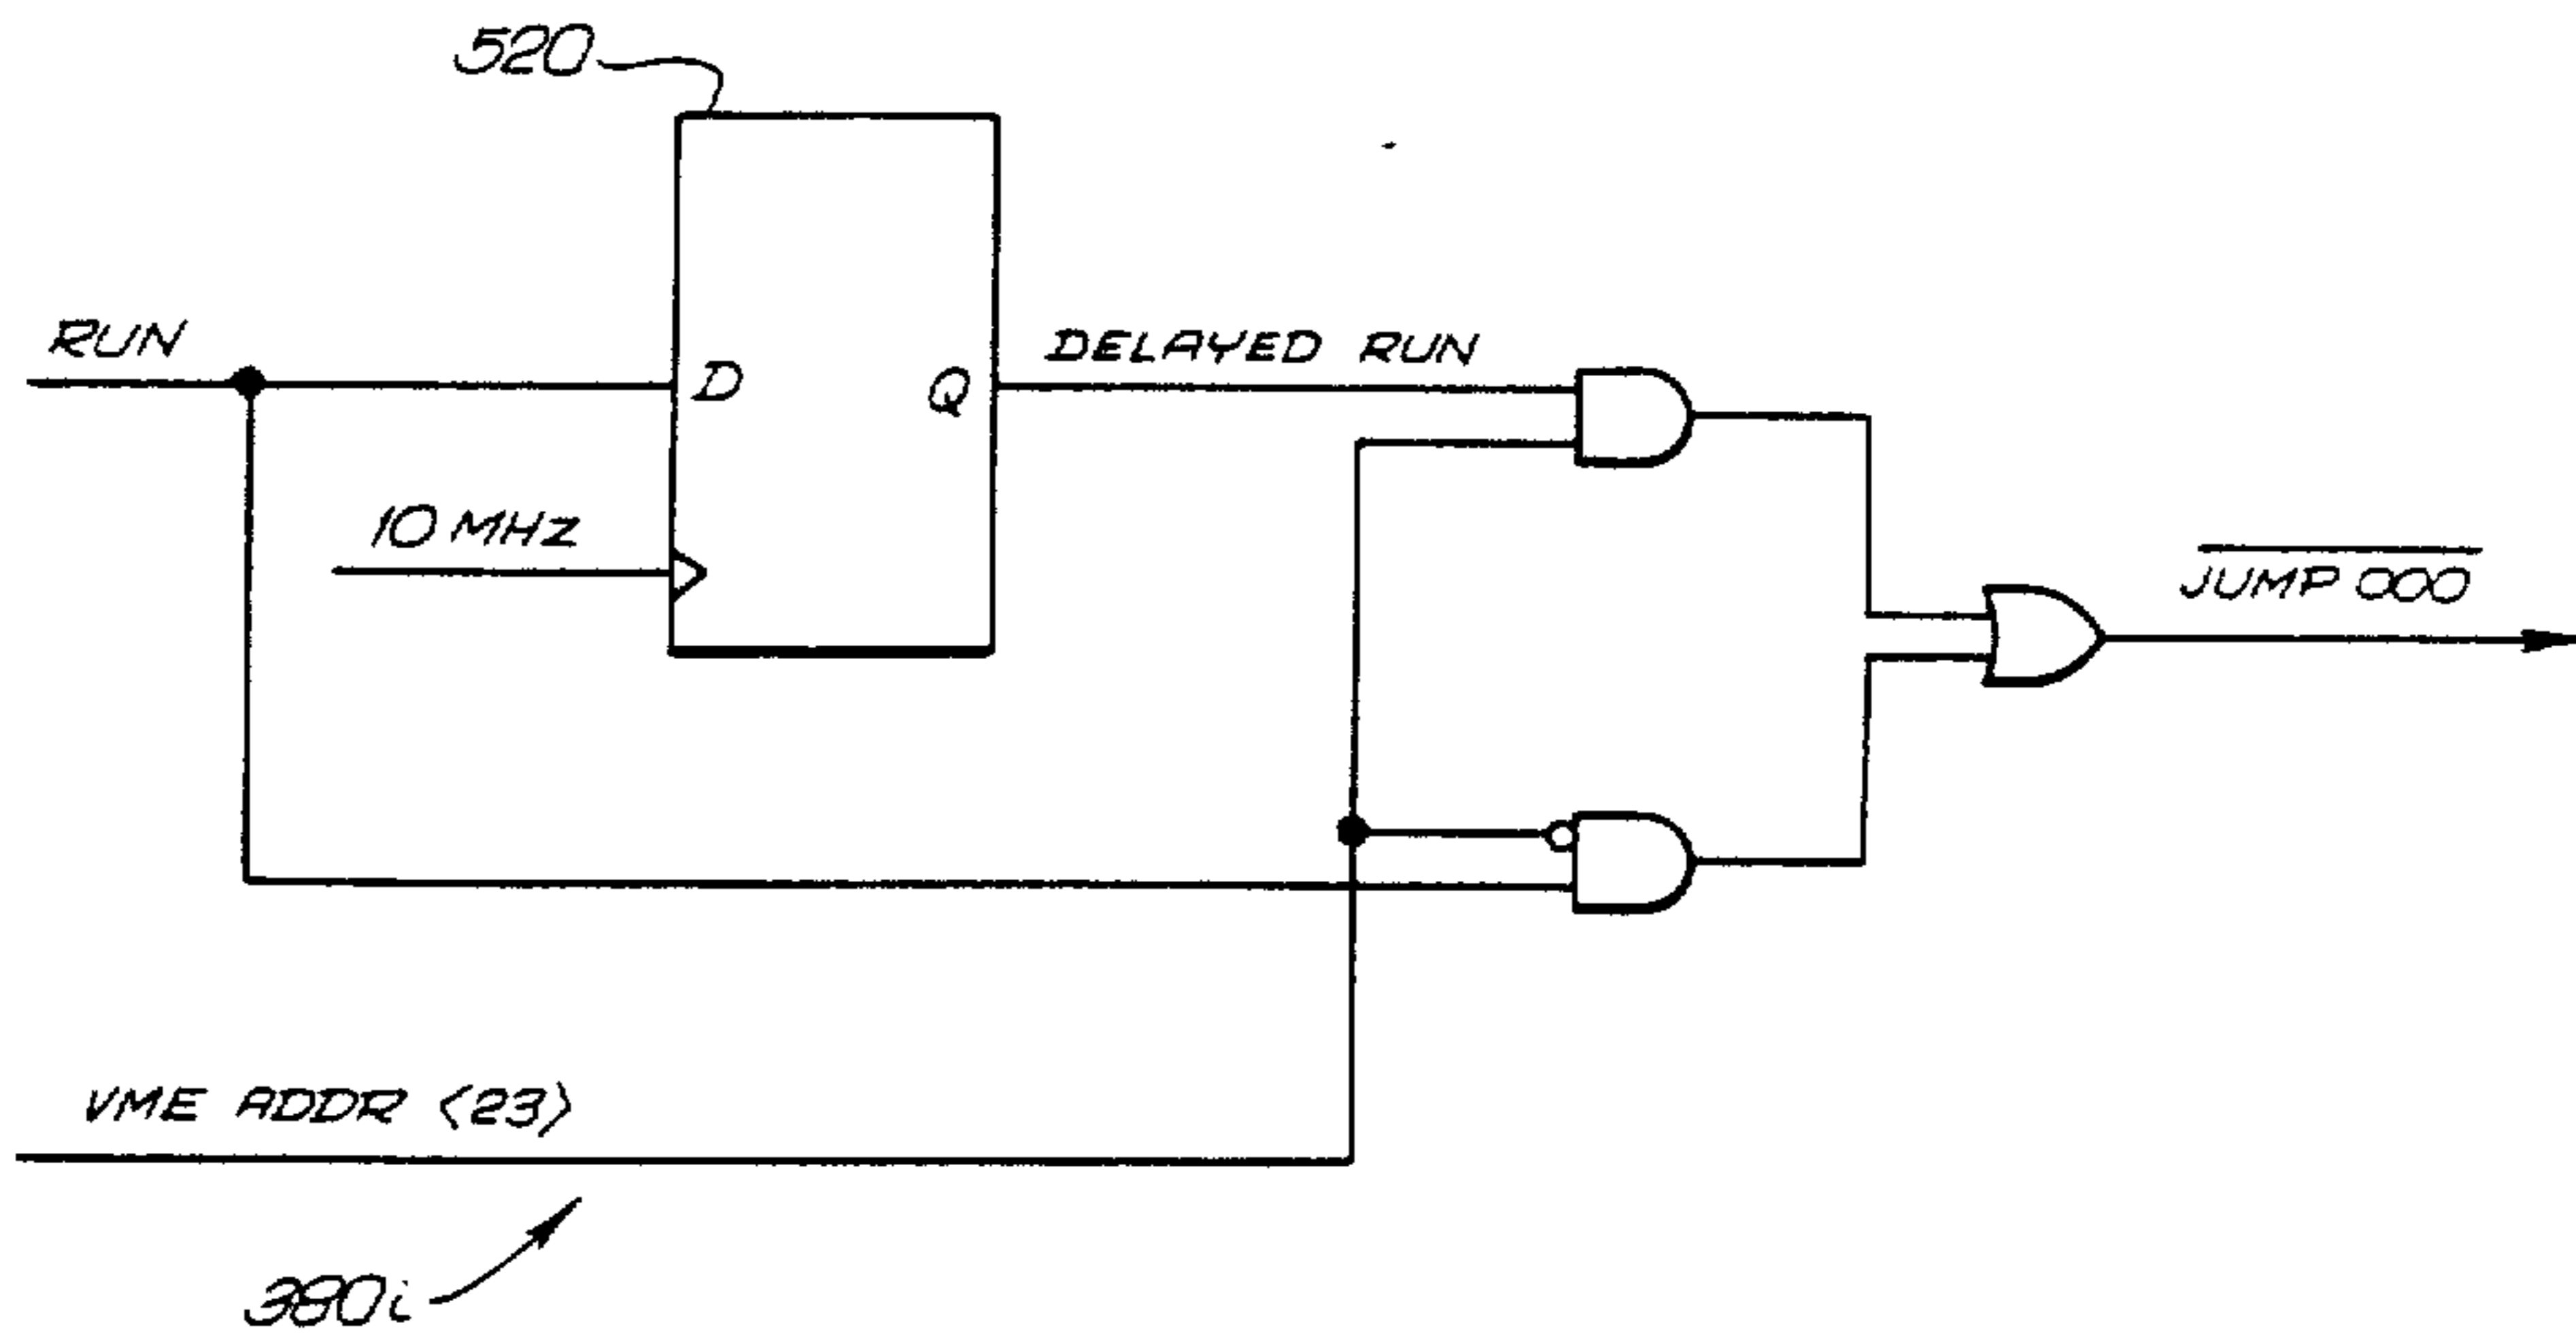 520
RUN
DELAYED RUN
D
Q
10 MHZ
JUMP 000
VME ADDR <23>
380i